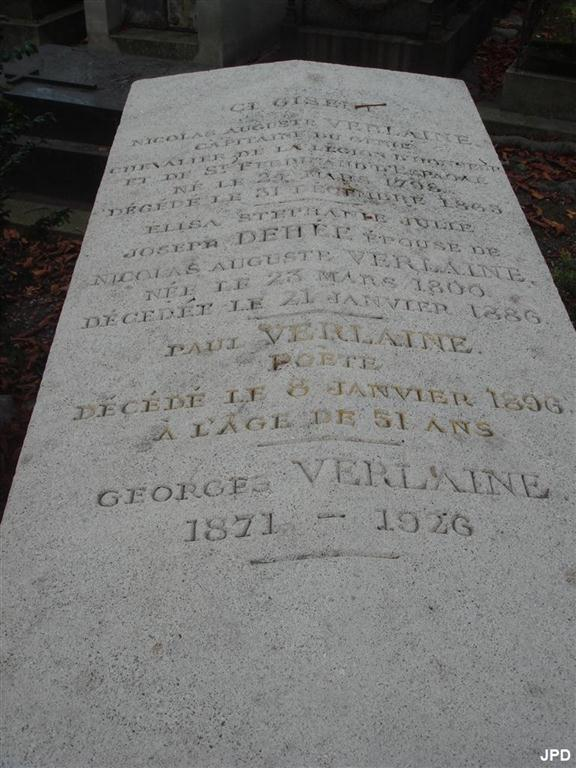 CI GISENT
NICOLAS AUGUSTE VERLAINE
CAPITAINE DU GÉNIE
CHEVALIER DE LA LÉGION D'HONNEUR
ET DE ST FERDINAND D'ESPAGNE
NÉ LE 24 MARS 1798
DÉCÉDÉ LE 31 DÉCEMBRE 1865
ELISA STÉPHANIE JULIE
JOSEPH DEHÉE ÉPOUSE DE
NICOLAS AUGUSTE VERLAINE.
NÉE LE 23 MARS 1809
DÉCÉDÉE LE 21 JANVIER 1886.
PAUL VERLAINE.
POETE
DÉCÉDÉ LE 8 JANVIER 1896.
A L'ÂGE DE 51 ANS
GEORGES VERLAINE.
1871 - 1926
JPD